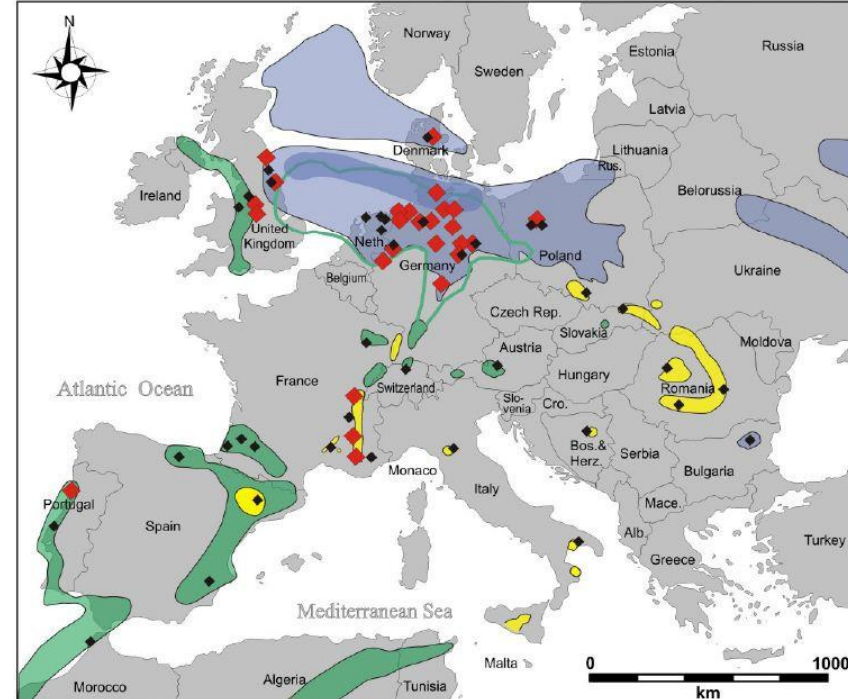 N
Norway
Sweden
Estonia
Russia
Latvia
Lithuania
Rus.
Denmark
Belorussia
Ireland
United
Kingdom
Neth.
Belgium
Germany
Poland
Ukraine
Czech Rep.
Slovakia
Moldova
Austria
Hungary
Romania
France
Switzerland
Slo-
venia
Cro.
Atlantic Ocean
Bos.&
Herz.
Serbia
Bulgaria
Monaco
Italy
Mace.
Alb.
Greece
Turkey
Portugal
Spain
Mediterranean Sea
Malta
Morocco
Algeria
Tunisia
0
1000
km